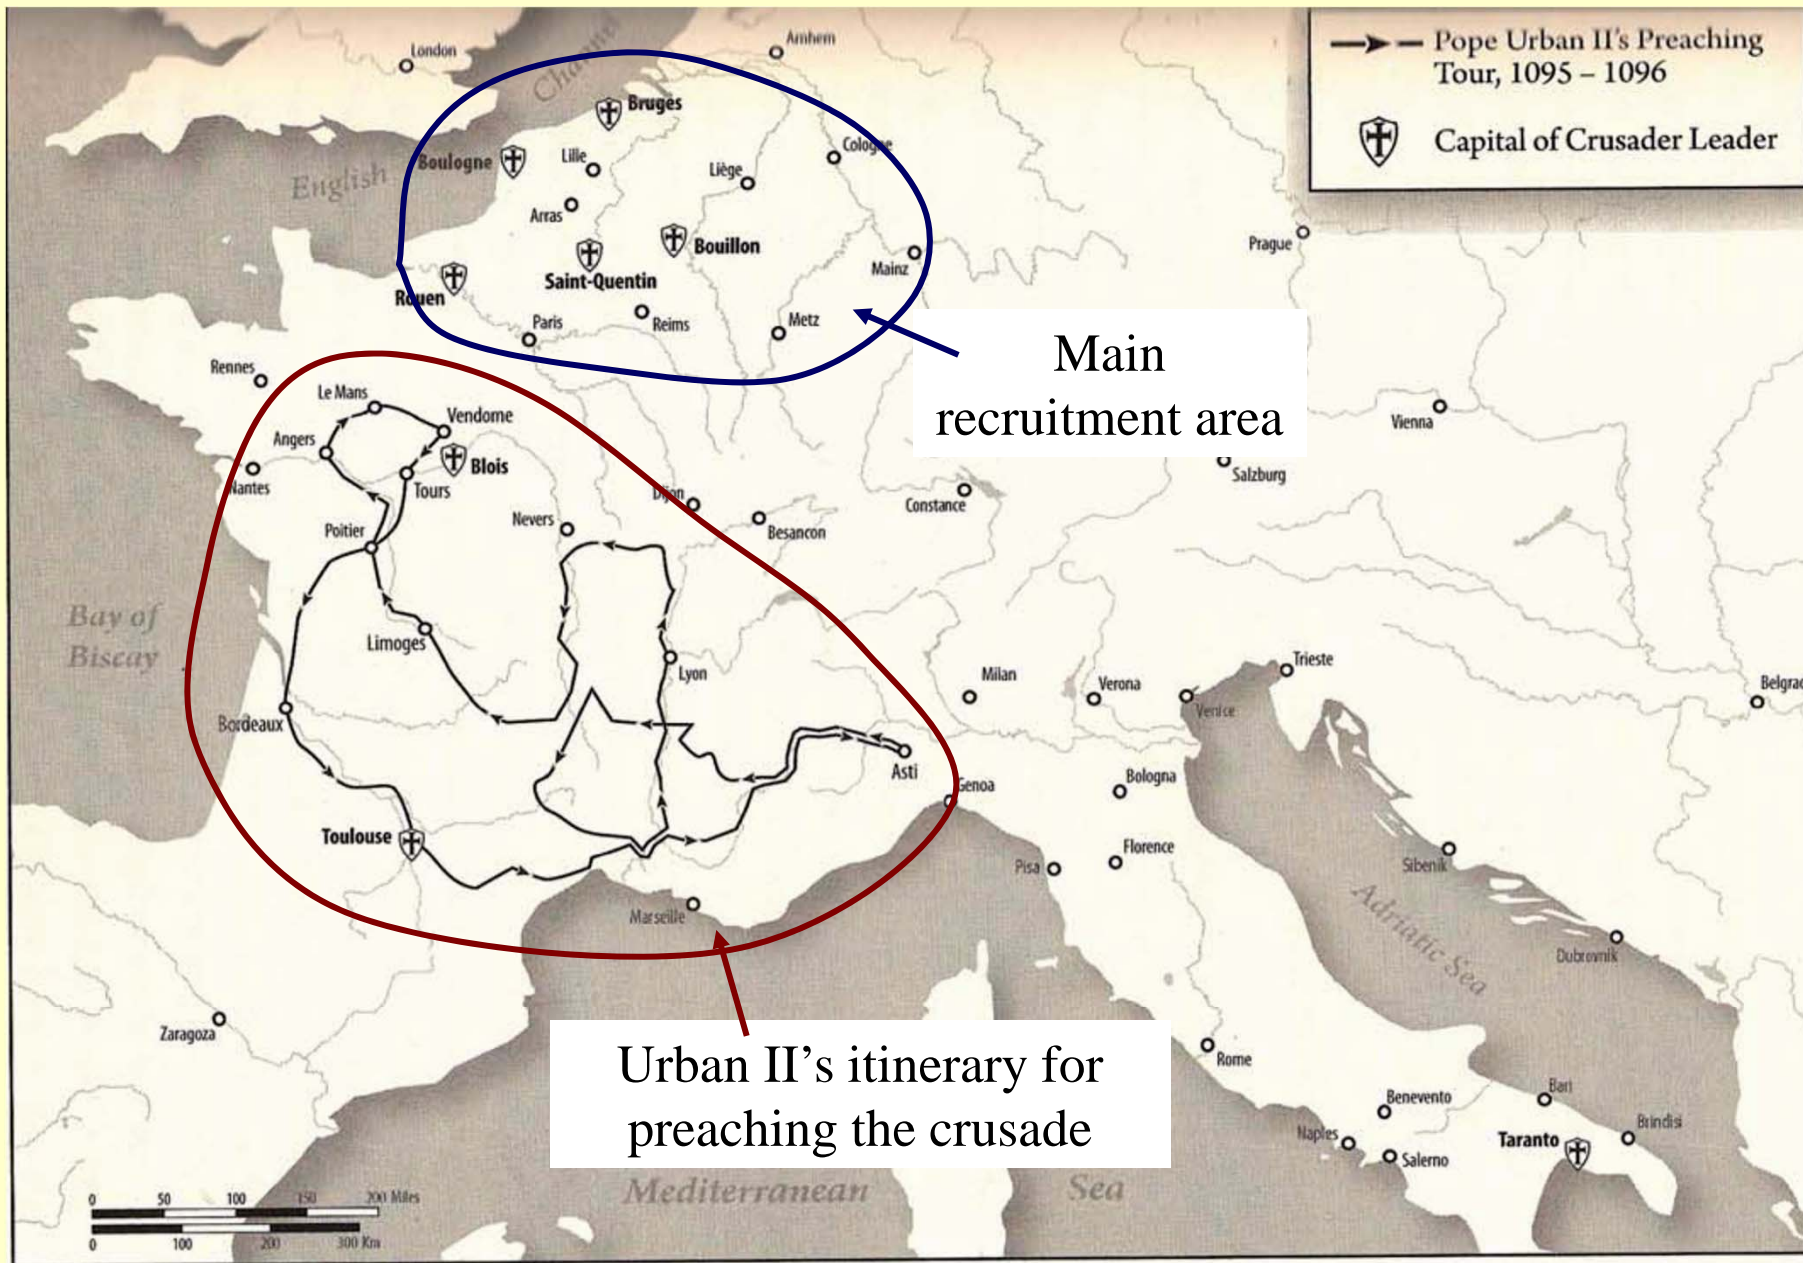 Pope Urban II's Preaching
Tour, 1095 – 1096
Capital of Crusader Leader
London
Arnhem
Channel
English
Bruges
Boulogne
Lille
Cologne
Liège
Arras
Bouillon
Saint-Quentin
Mainz
Prague
Rouen
Paris
Reims
Metz
Main
recruitment area
Rennes
Le Mans
Vendome
Angers
Blois
Nantes
Tours
Vienna
Salzburg
Dijon
Constance
Nevers
Besancon
Poitier
Bay of
Biscay
Limoges
Lyon
Milan
Verona
Venice
Trieste
Belgrad
Bordeaux
Asti
Genoa
Bologna
Toulouse
Florence
Pisa
Sibenik
Marseille
Adriatic Sea
Dubrovnik
Zaragoza
Urban II’s itinerary for
preaching the crusade
Rome
Benevento
Bari
Brindisi
Naples
Salerno
Taranto
Mediterranean Sea
0 50 100 150 200 Miles
0 100 200 300 Km